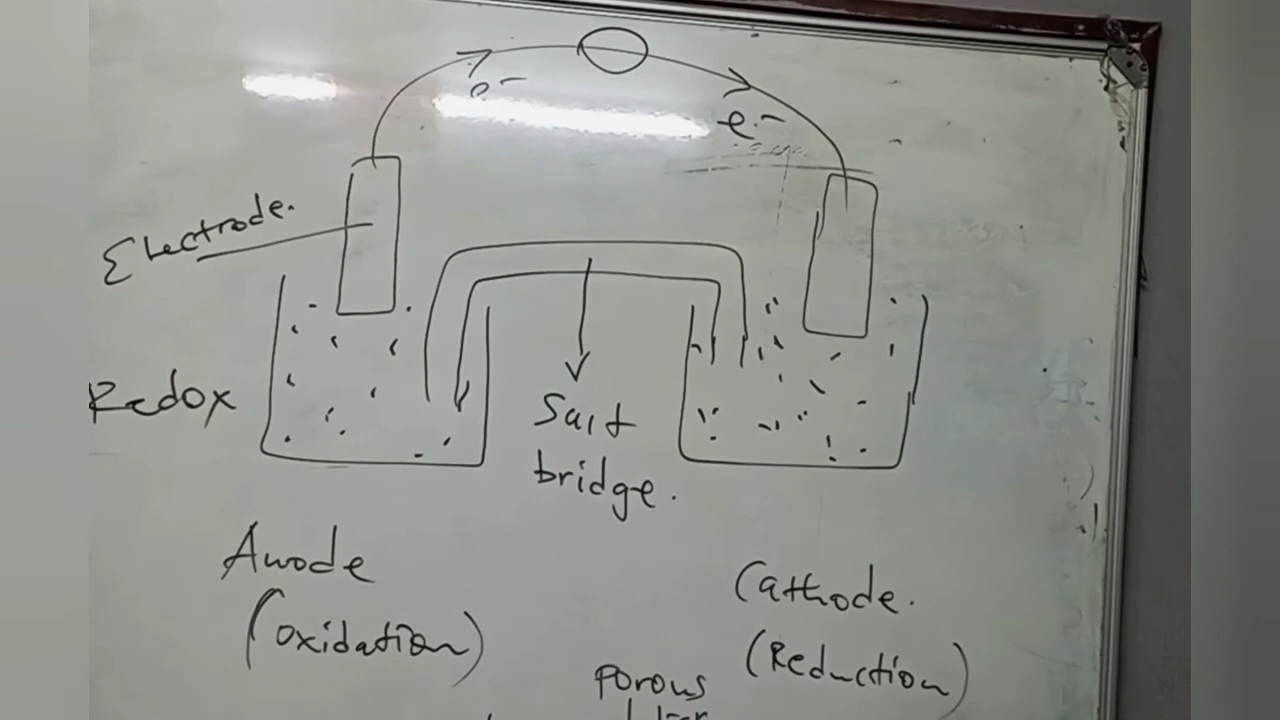 e-
e-
Electrode.
Redox
Salt
bridge.
Anode
(oxidation)
Cathode.
(Reduction)
Porous